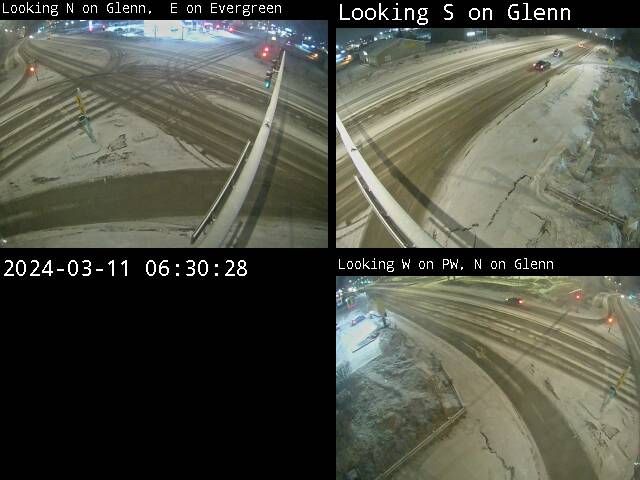 Looking N on Glenn,  E on Evergreen
Looking S on Glenn
2024-03-11 06:30:28
Looking W on PW, N on Glenn